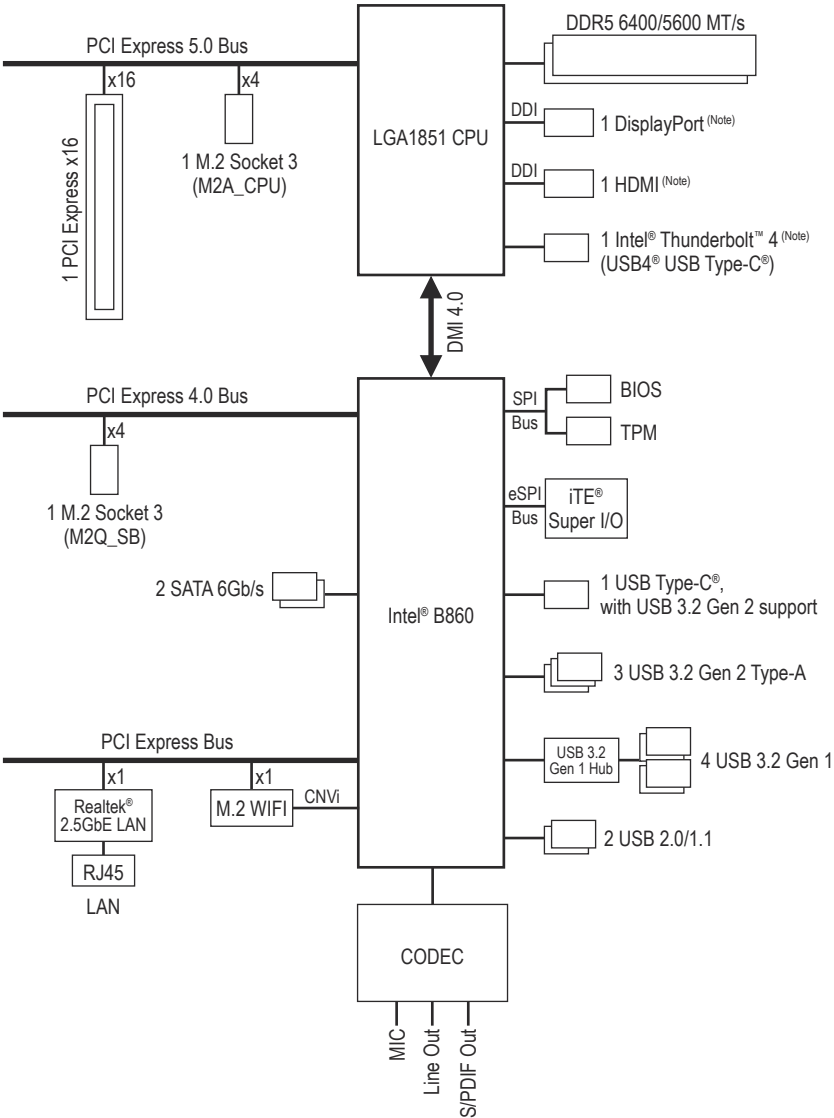 PCI Express 5.0 Bus
x16
x4
1 PCI Express x16
1 M.2 Socket 3
(M2A_CPU)
LGA1851 CPU
DDR5 6400/5600 MT/s
DDI
1 DisplayPort (Note)
DDI
1 HDMI (Note)
1 Intel® Thunderbolt™ 4 (Note)
(USB4® USB Type-C®)
DMI 4.0
PCI Express 4.0 Bus
x4
1 M.2 Socket 3
(M2Q_SB)
2 SATA 6Gb/s
Intel® B860
SPI
Bus
BIOS
TPM
eSPI
Bus
iTE®
Super I/O
1 USB Type-C®,
with USB 3.2 Gen 2 support
3 USB 3.2 Gen 2 Type-A
USB 3.2
Gen 1 Hub
4 USB 3.2 Gen 1
2 USB 2.0/1.1
PCI Express Bus
x1
x1
Realtek®
2.5GbE LAN
M.2 WIFI
CNVi
RJ45
LAN
CODEC
MIC
Line Out
S/PDIF Out